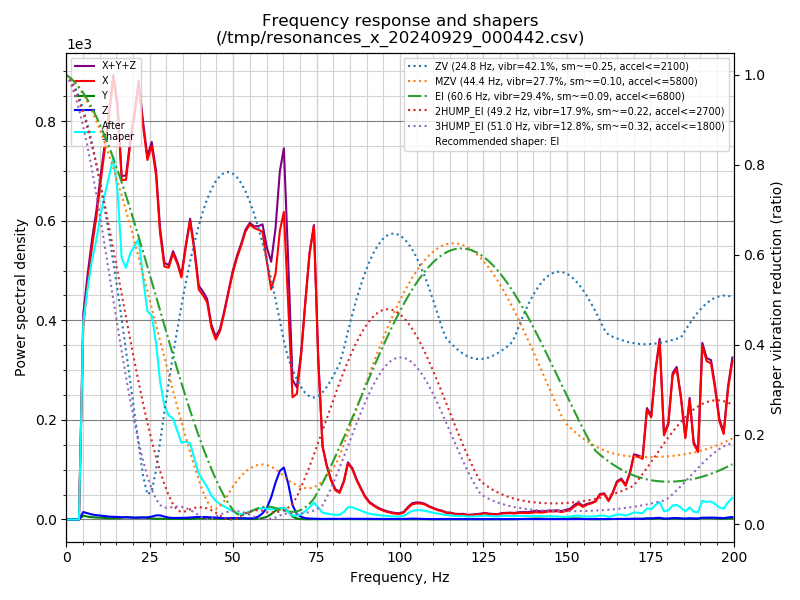 Frequency response and shapers
(/tmp/resonances_x_20240929_000442.csv)
1e3
X+Y+Z
X
Y
Z
After
shaper
ZV (24.8 Hz, vibr=42.1%, sm~=0.25, accel<=2100)
MZV (44.4 Hz, vibr=27.7%, sm~=0.10, accel<=5800)
EI (60.6 Hz, vibr=29.4%, sm~=0.09, accel<=6800)
2HUMP_EI (49.2 Hz, vibr=17.9%, sm~=0.22, accel<=2700)
3HUMP_EI (51.0 Hz, vibr=12.8%, sm~=0.32, accel<=1800)
Recommended shaper: EI
Power spectral density
0.8
0.6
0.4
0.2
0.0
1.0
0.8
0.6
0.4
0.2
0.0
Shaper vibration reduction (ratio)
0 25 50 75 100 125 150 175 200
Frequency, Hz